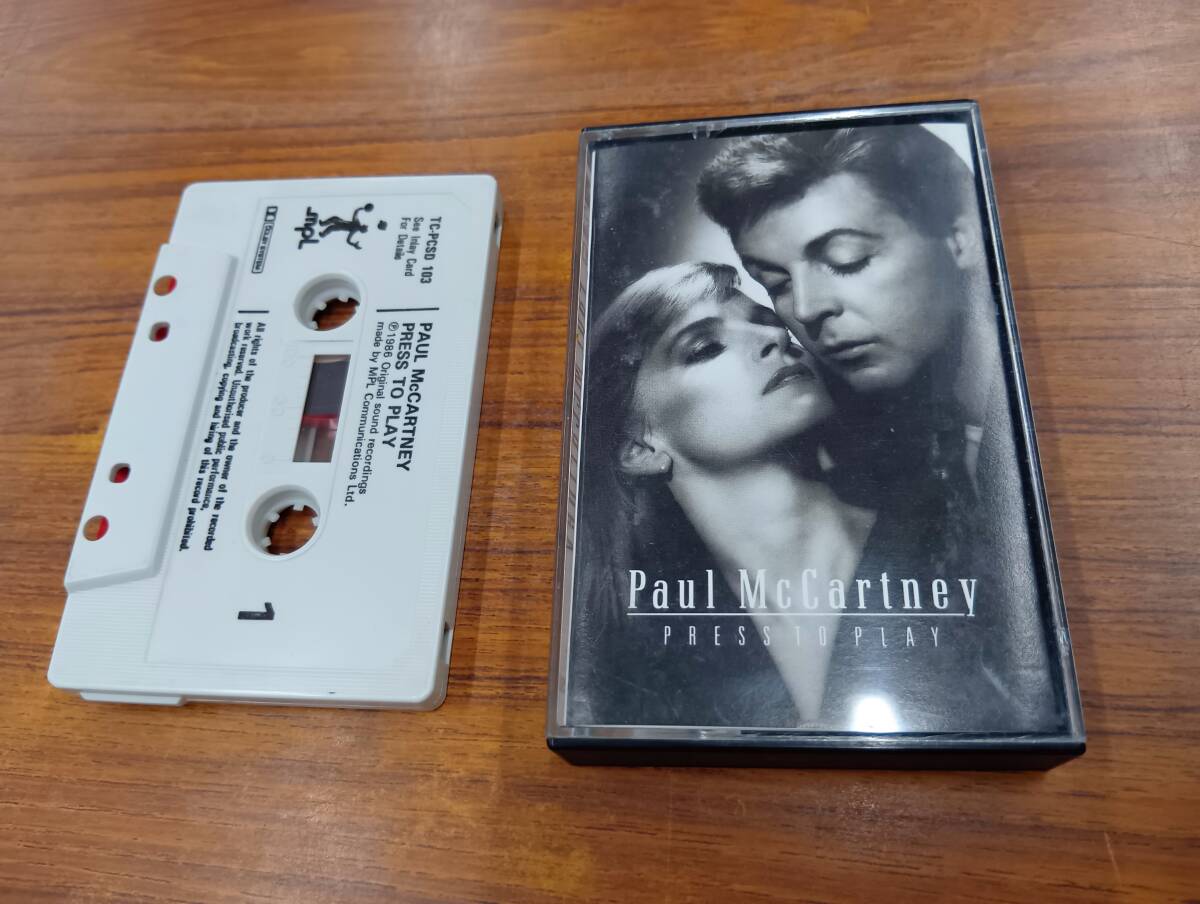 MPL
TC-PCSD 103
See Inlay Card
For Details
DOLBY SYSTEM
PAUL McCARTNEY
PRESS TO PLAY
℗1986 Original sound recordings
made by MPL Communications Ltd.
All rights of the producer and the owner of the recorded
work reserved. Unauthorised public performance,
broadcasting, copying and hiring of this record prohibited.
1
Paul McCartney
PRESS TO PLAY